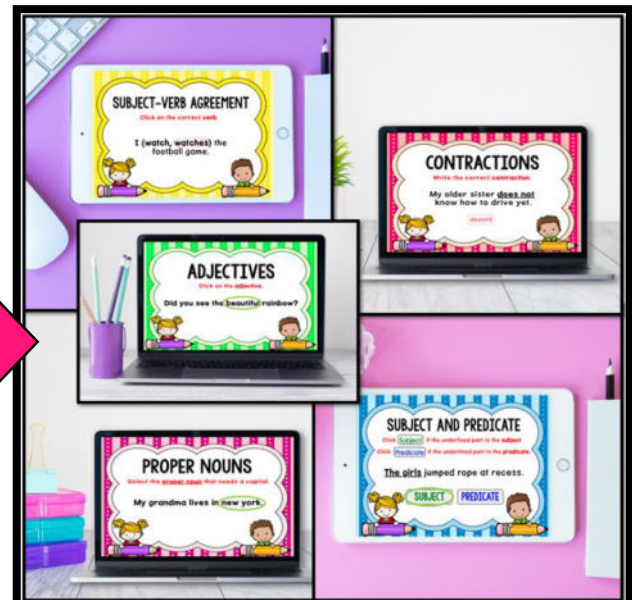 SUBJECT-VERB AGREEMENT
Click on the correct verb.
I (watch, watches) the
football game.
CONTRACTIONS
Write the correct contraction.
My older sister does not
know how to drive yet.
doesn't
ADJECTIVES
Click on the adjective.
Did you see the beautiful rainbow?
PROPER NOUNS
Select the proper noun that needs a capital.
My grandma lives in new york.
SUBJECT AND PREDICATE
Click Subject if the underlined part is the subject.
Click Predicate if the underlined part is the predicate.
The girls jumped rope at recess.
SUBJECT PREDICATE